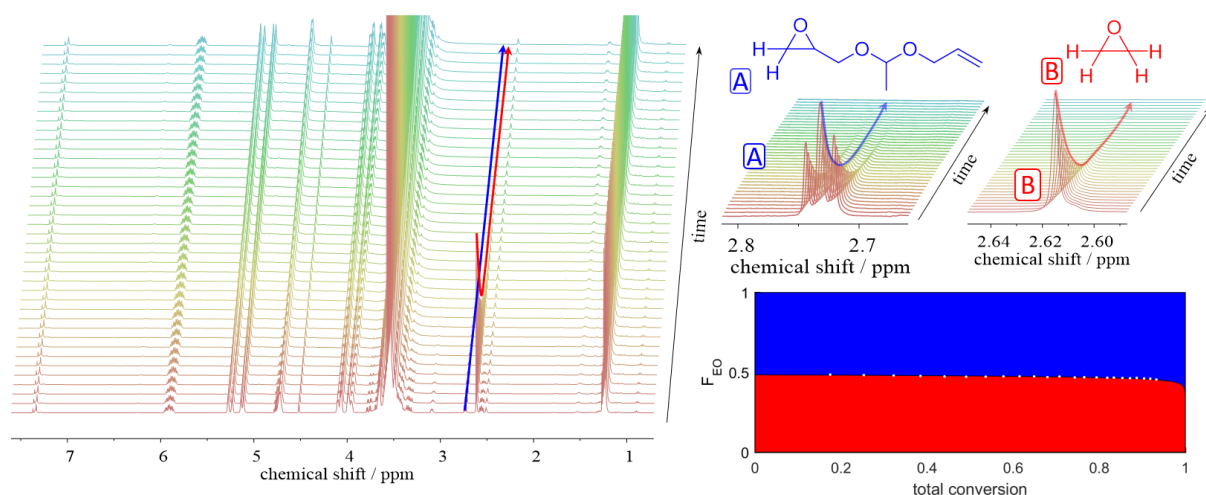 7 6 5 4 3 2 1
chemical shift / ppm
time
H
H
O
O
O
A
A
2.8 2.7
chemical shift / ppm
time
O
H H
H H
B
B
2.64 2.62 2.60
chemical shift / ppm
time
1
0.5
0
F_EO
0 0.2 0.4 0.6 0.8 1
total conversion